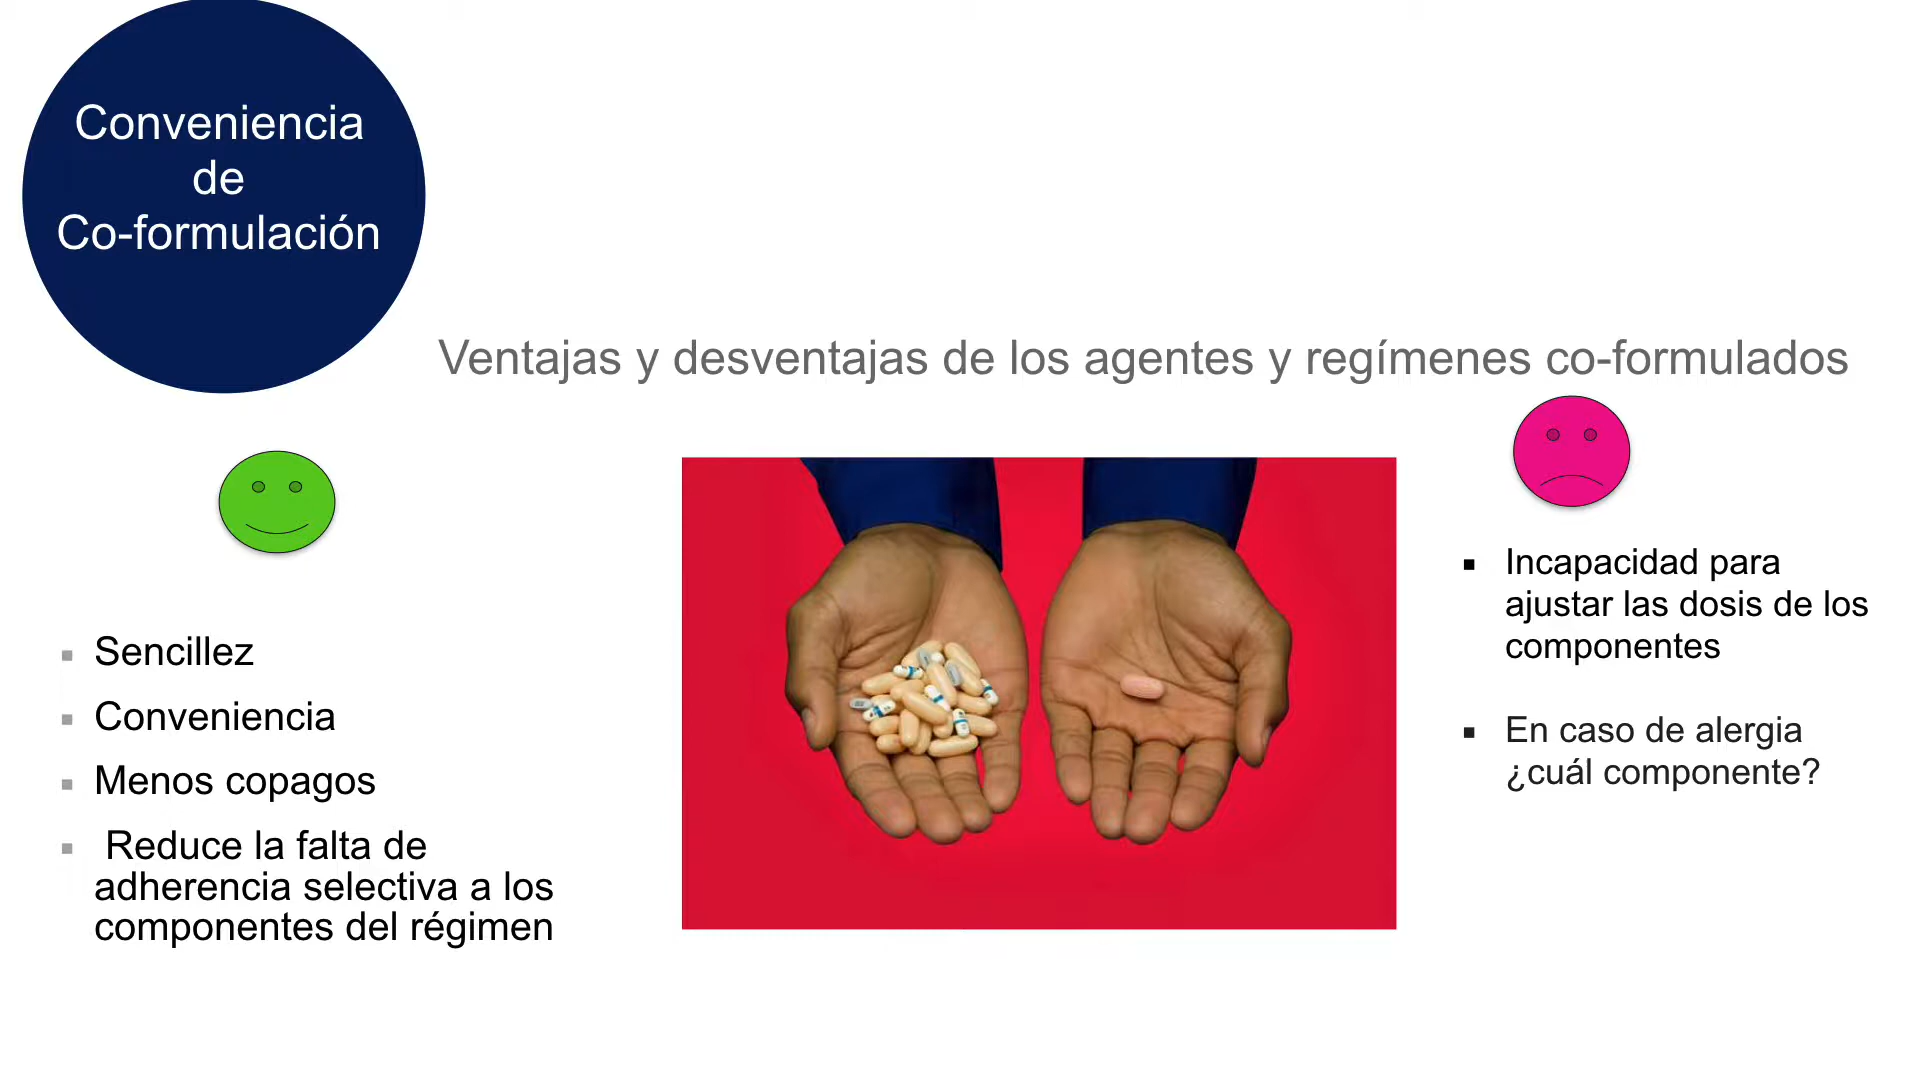 Conveniencia
de
Co-formulación
Ventajas y desventajas de los agentes y regímenes co-formulados
▪ Sencillez
▪ Conveniencia
▪ Menos copagos
▪ Reduce la falta de
adherencia selectiva a los
componentes del régimen
▪ Incapacidad para
ajustar las dosis de los
componentes
▪ En caso de alergia
¿cuál componente?